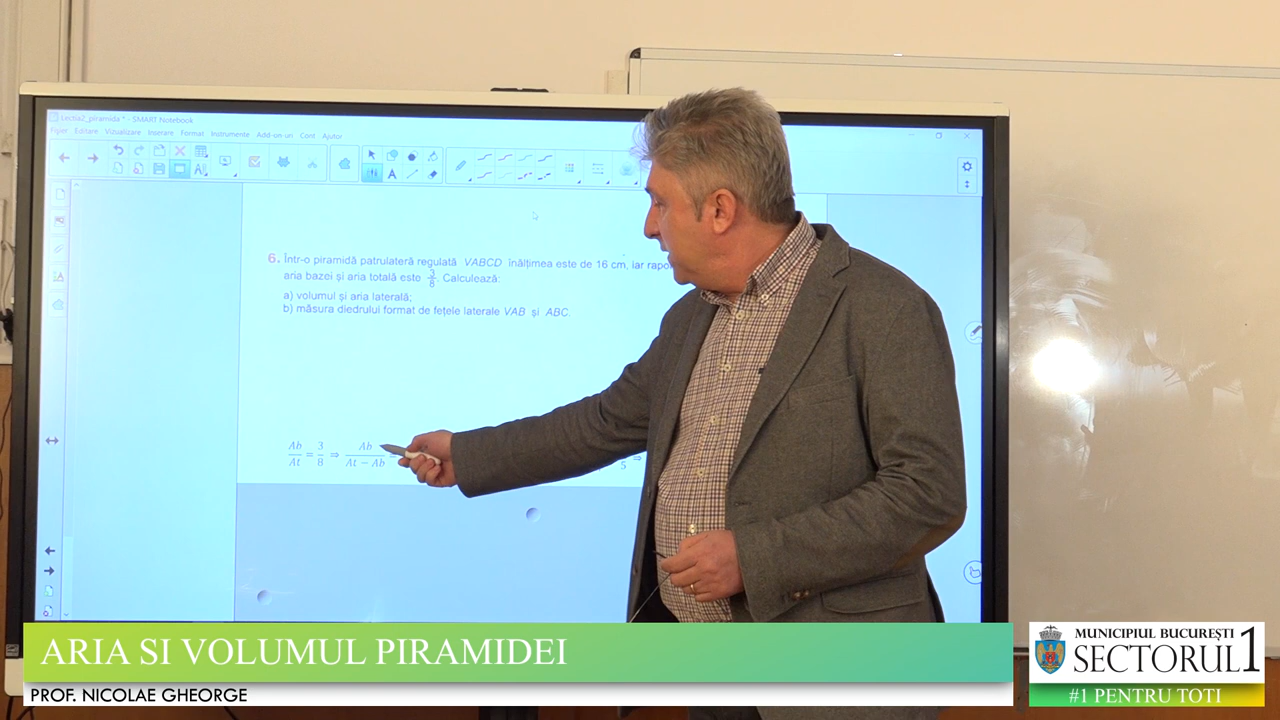 Lectia2_piramida * - SMART Notebook
Fișier Editare Vizualizare Inserare Format Instrumente Add-on-uri Cont Ajutor
6. Într-o piramidă patrulateră regulată VABCD înălțimea este de 16 cm, iar rapo
aria bazei și aria totală este 3/8. Calculează:
a) volumul și aria laterală;
b) măsura diedrului format de fețele laterale VAB și ABC.
Ab/At = 3/8 ⇒ Ab/(At − Ab) = 5 ⇒
ARIA SI VOLUMUL PIRAMIDEI
PROF. NICOLAE GHEORGE
MUNICIPIUL BUCUREȘTI
SECTORUL 1
#1 PENTRU TOTI